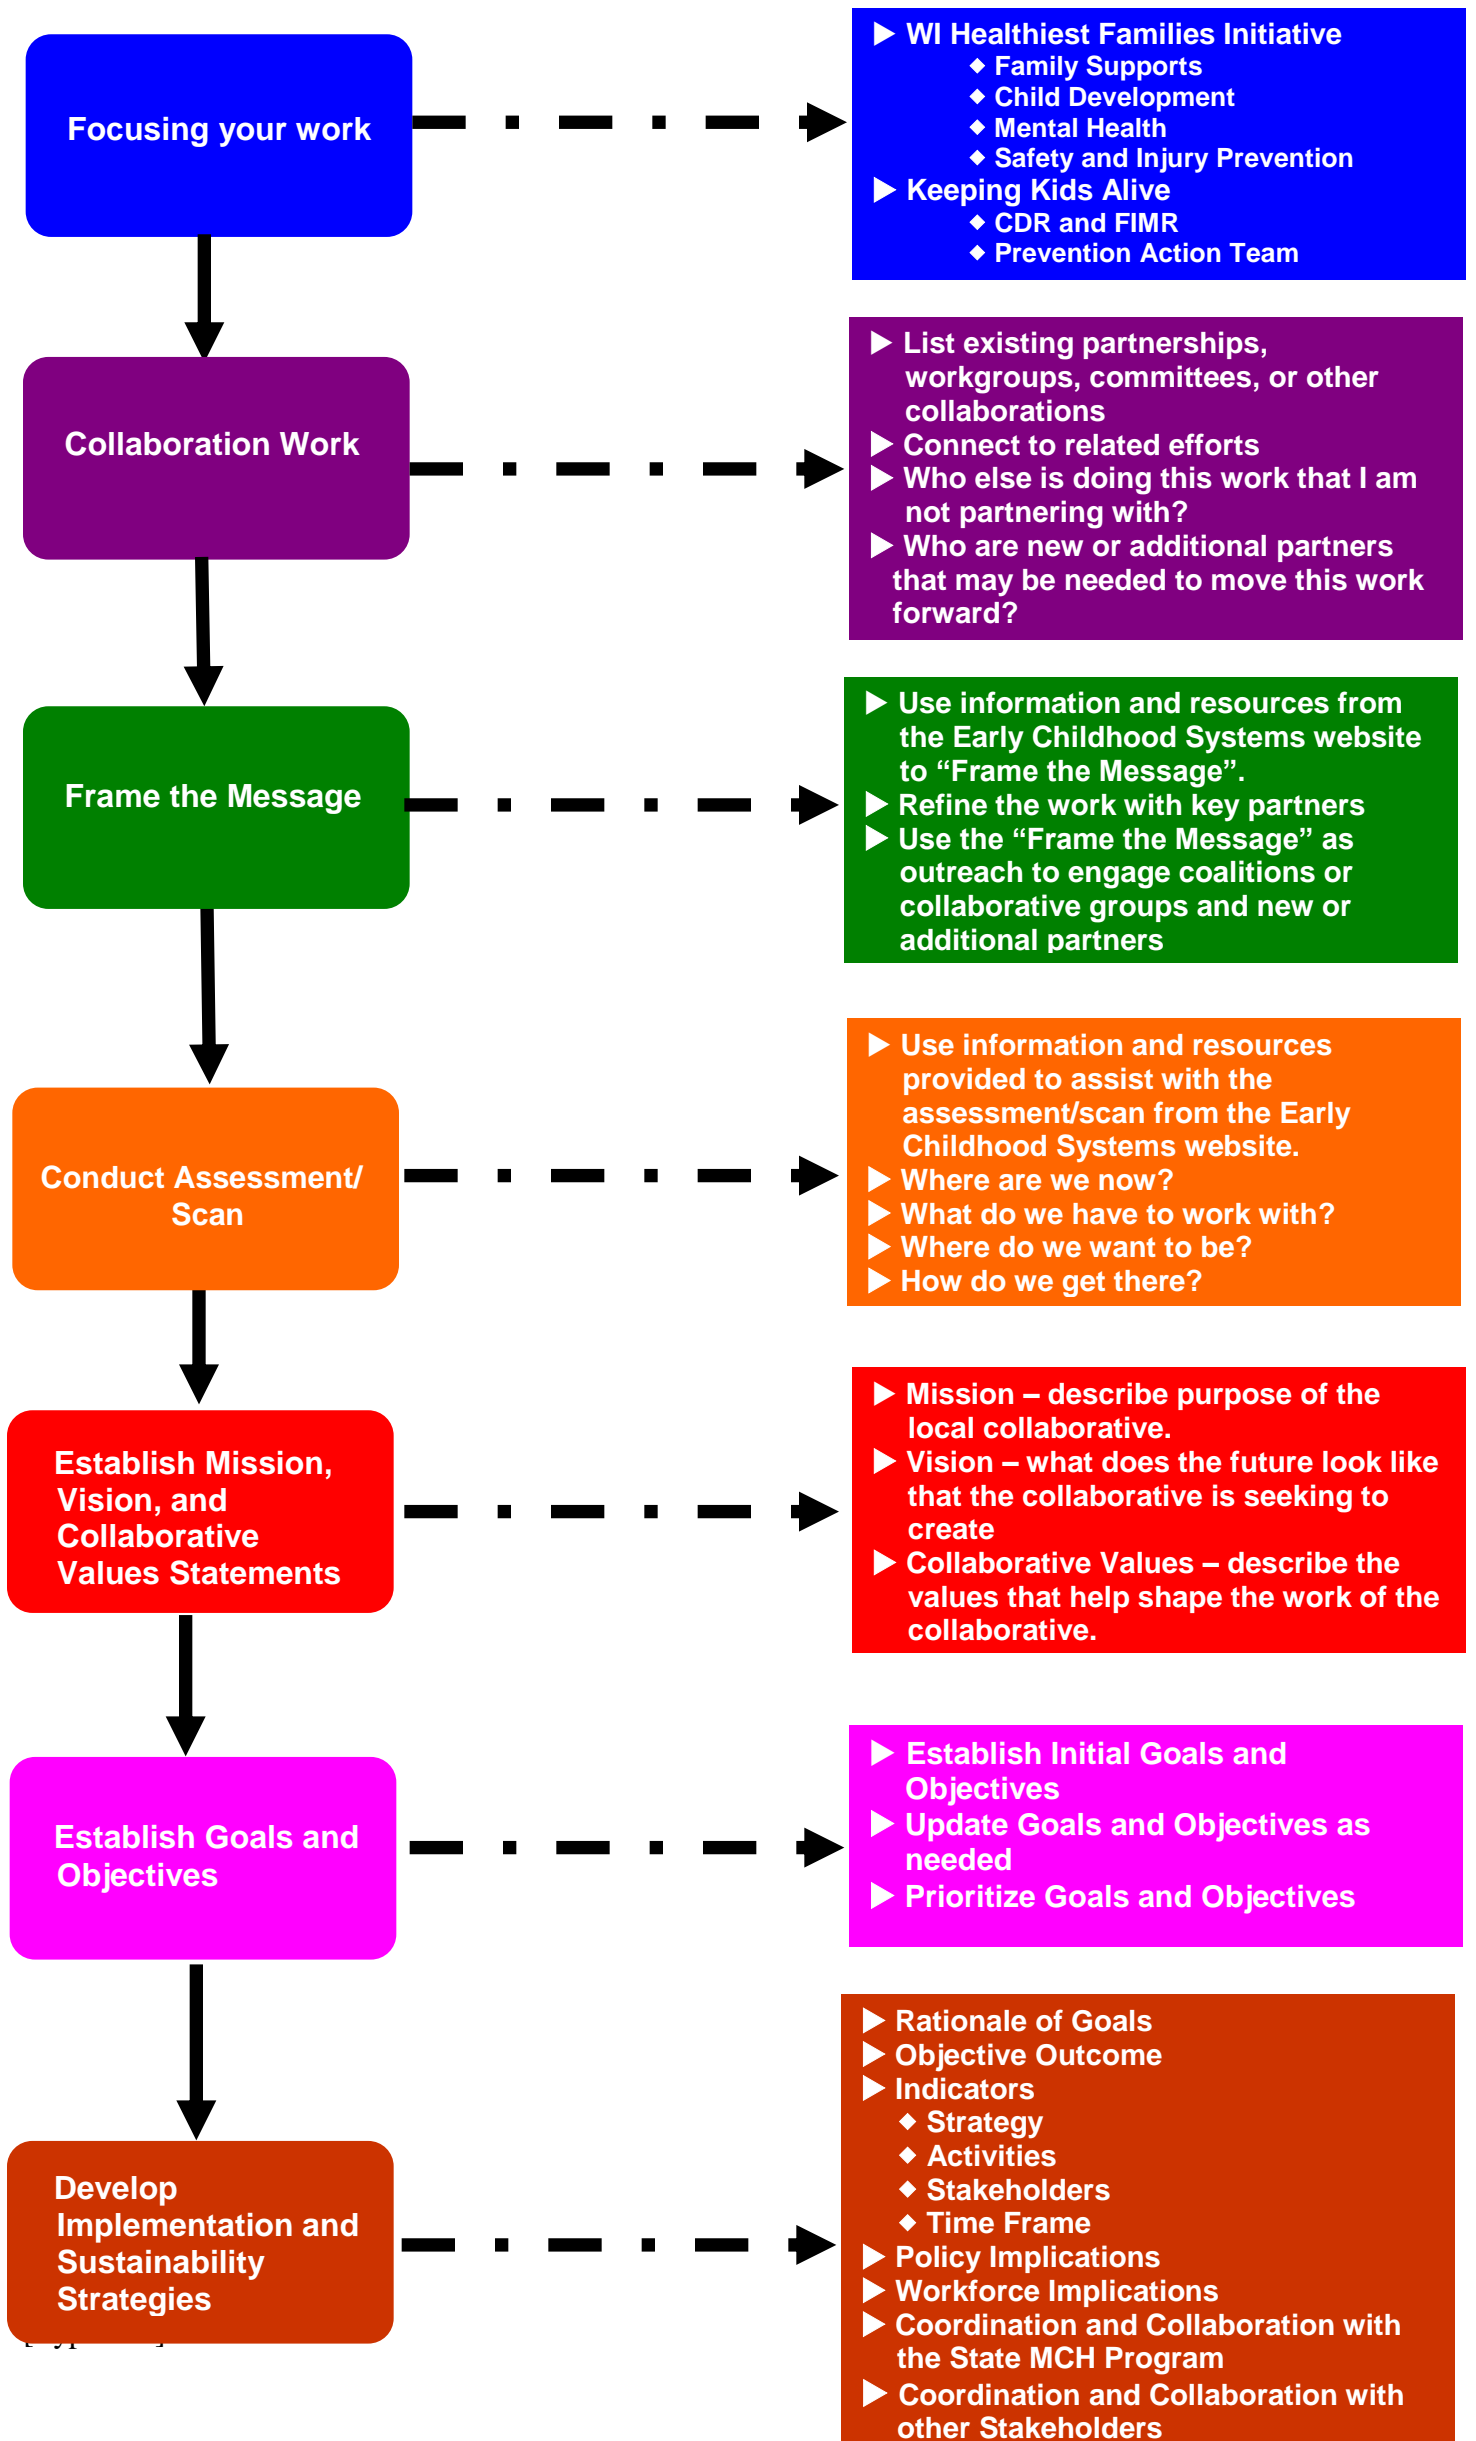 Focusing your work
▶ WI Healthiest Families Initiative
◆ Family Supports
◆ Child Development
◆ Mental Health
◆ Safety and Injury Prevention
▶ Keeping Kids Alive
◆ CDR and FIMR
◆ Prevention Action Team
Collaboration Work
▶ List existing partnerships,
workgroups, committees, or other
collaborations
▶ Connect to related efforts
▶ Who else is doing this work that I am
not partnering with?
▶ Who are new or additional partners
that may be needed to move this work
forward?
Frame the Message
▶ Use information and resources from
the Early Childhood Systems website
to “Frame the Message”.
▶ Refine the work with key partners
▶ Use the “Frame the Message” as
outreach to engage coalitions or
collaborative groups and new or
additional partners
Conduct Assessment/
Scan
▶ Use information and resources
provided to assist with the
assessment/scan from the Early
Childhood Systems website.
▶ Where are we now?
▶ What do we have to work with?
▶ Where do we want to be?
▶ How do we get there?
Establish Mission,
Vision, and
Collaborative
Values Statements
▶ Mission – describe purpose of the
local collaborative.
▶ Vision – what does the future look like
that the collaborative is seeking to
create
▶ Collaborative Values – describe the
values that help shape the work of the
collaborative.
Establish Goals and
Objectives
▶ Establish Initial Goals and
Objectives
▶ Update Goals and Objectives as
needed
▶ Prioritize Goals and Objectives
Develop
Implementation and
Sustainability
Strategies
▶ Rationale of Goals
▶ Objective Outcome
▶ Indicators
◆ Strategy
◆ Activities
◆ Stakeholders
◆ Time Frame
▶ Policy Implications
▶ Workforce Implications
▶ Coordination and Collaboration with
the State MCH Program
▶ Coordination and Collaboration with
other Stakeholders